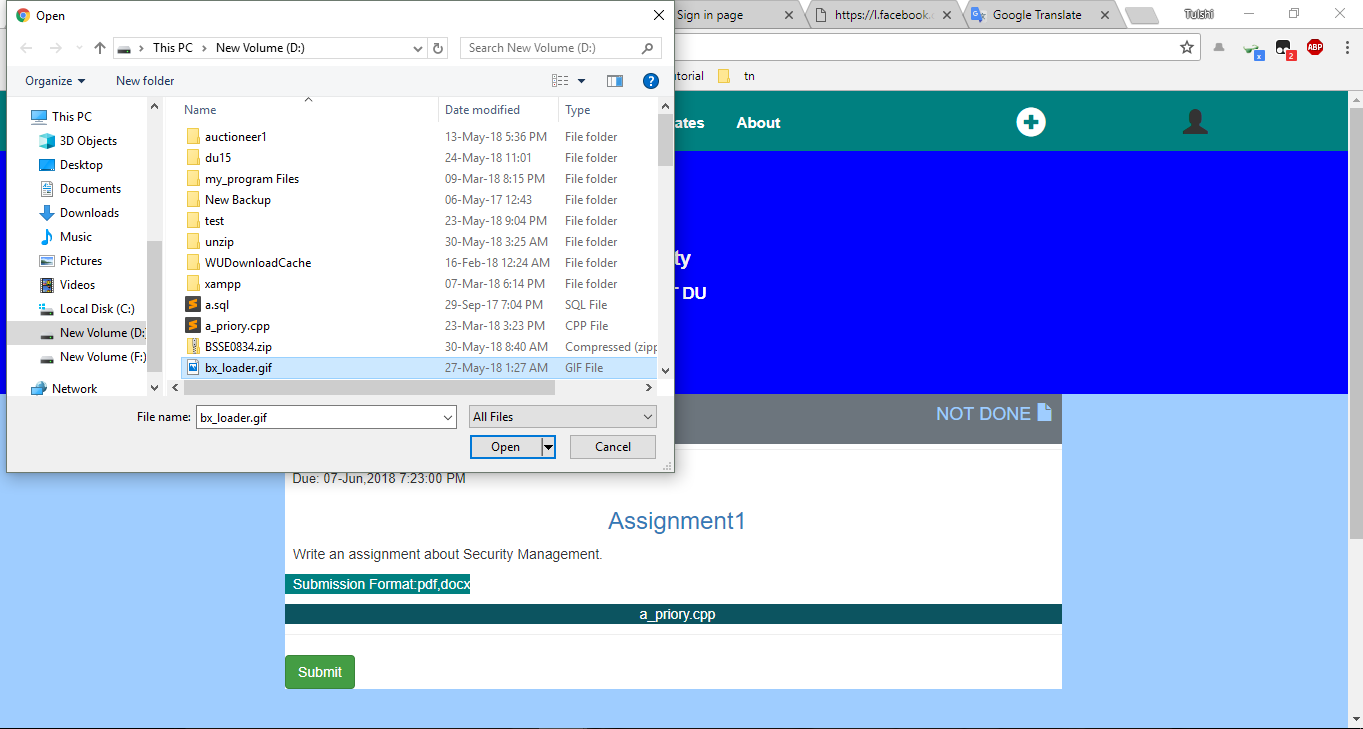 Open
Sign in page
https://l.facebook.
Google Translate
Tulshi
This PC
New Volume (D:)
Search New Volume (D:)
x
2
ABP
Organize
New folder
?
torial
tn
Name
Date modified
Type
This PC
3D Objects
Desktop
Documents
Downloads
Music
Pictures
Videos
Local Disk (C:)
New Volume (D:
New Volume (F:)
Network
auctioneer1 13-May-18 5:36 PM File folder
du15 24-May-18 11:01 File folder
my_program Files 09-Mar-18 8:15 PM File folder
New Backup 06-May-17 12:43 File folder
test 23-May-18 9:04 PM File folder
unzip 30-May-18 3:25 AM File folder
WUDownloadCache 16-Feb-18 12:24 AM File folder
xampp 07-Mar-18 6:14 PM File folder
a.sql 29-Sep-17 7:04 PM SQL File
a_priory.cpp 23-Mar-18 3:23 PM CPP File
BSSE0834.zip 30-May-18 8:40 AM Compressed (zipp
bx_loader.gif 27-May-18 1:27 AM GIF File
File name:
bx_loader.gif
All Files
Open
Cancel
ates
About
ty
DU
NOT DONE
Due: 07-Jun,2018 7:23:00 PM
Assignment1
Write an assignment about Security Management.
Submission Format:pdf,docx
a_priory.cpp
Submit